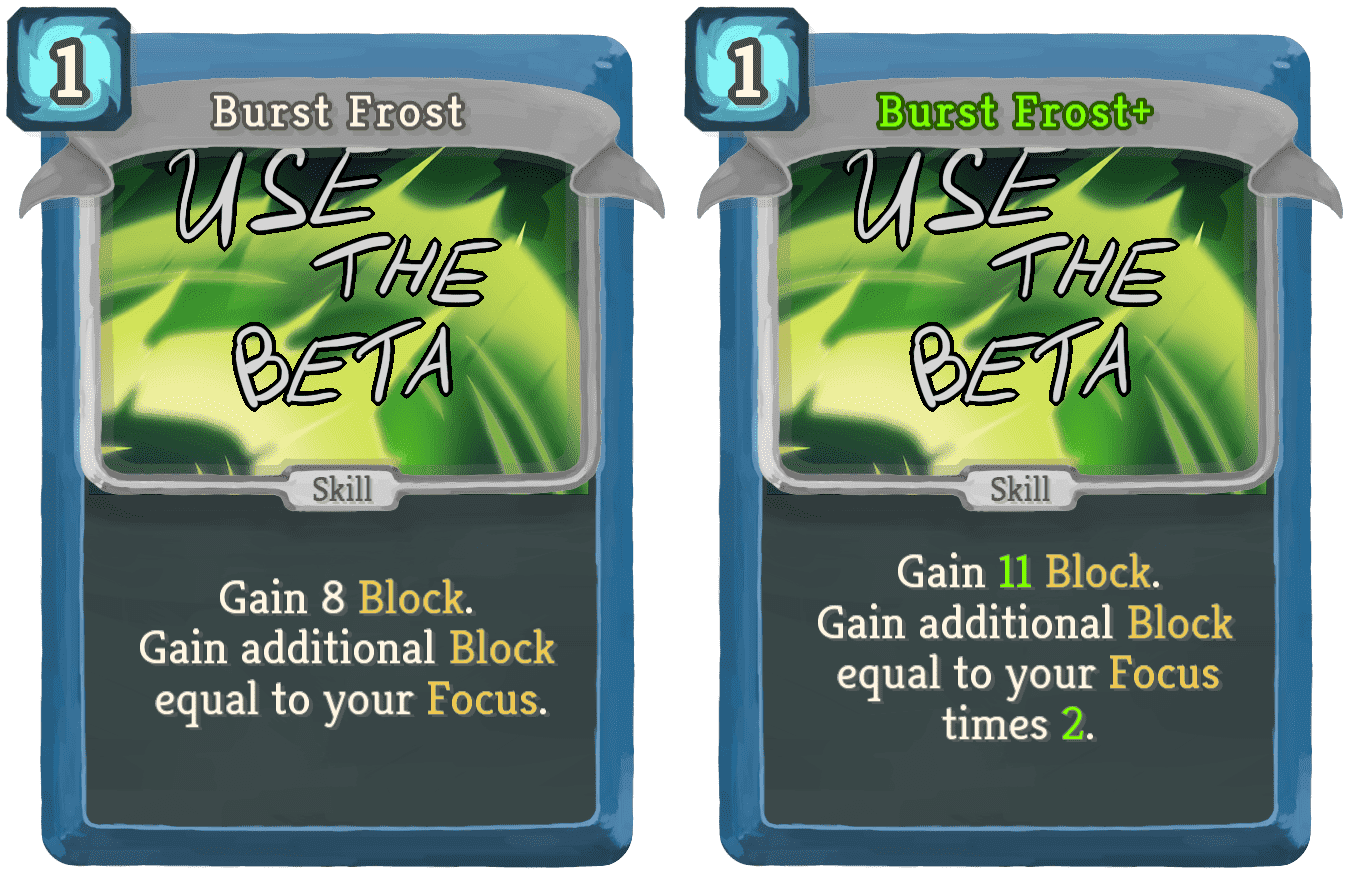 1
Burst Frost
USE
THE
BETA
Skill
Gain 8 Block.
Gain additional Block
equal to your Focus.
1
Burst Frost+
USE
THE
BETA
Skill
Gain 11 Block.
Gain additional Block
equal to your Focus
times 2.